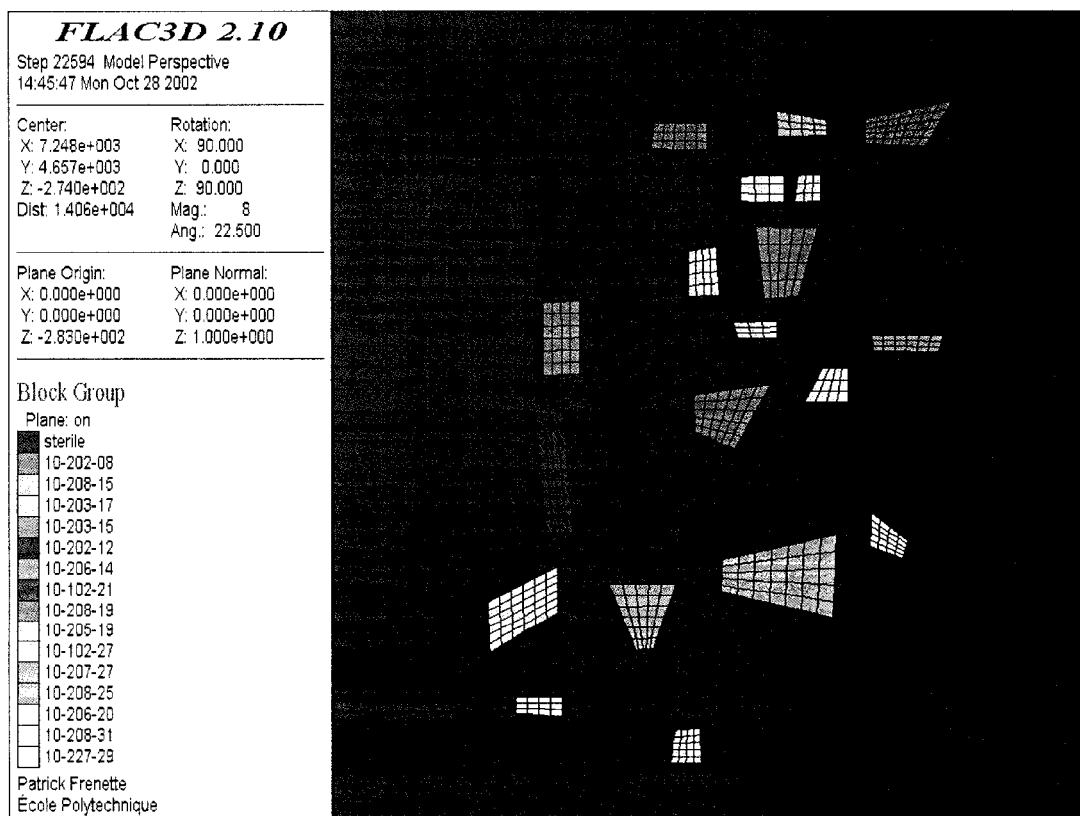 FLAC3D 2.10
Step 22594 Model Perspective
14:45:47 Mon Oct 28 2002
Center:
X: 7.248e+003
Y: 4.657e+003
Z: -2.740e+002
Dist: 1.406e+004
Rotation:
X: 90.000
Y: 0.000
Z: 90.000
Mag.: 8
Ang.: 22.500
Plane Origin:
X: 0.000e+000
Y: 0.000e+000
Z: -2.830e+002
Plane Normal:
X: 0.000e+000
Y: 0.000e+000
Z: 1.000e+000
Block Group
Plane: on
sterile
10-202-08
10-208-15
10-203-17
10-203-15
10-202-12
10-206-14
10-102-21
10-208-19
10-205-19
10-102-27
10-207-27
10-208-25
10-206-20
10-208-31
10-227-29
Patrick Frenette
École Polytechnique